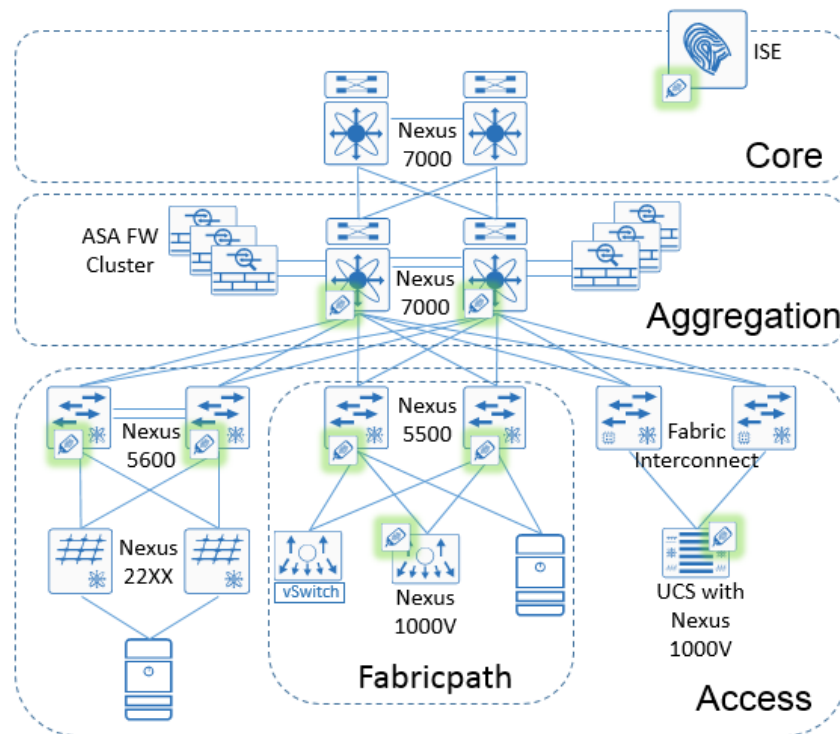 ISE
Nexus
7000
Core
ASA FW
Cluster
Nexus
7000
Aggregation
Nexus
5600
Nexus
5500
Fabric
Interconnect
Nexus
22XX
vSwitch
Nexus
1000V
UCS with
Nexus
1000V
Fabricpath
Access